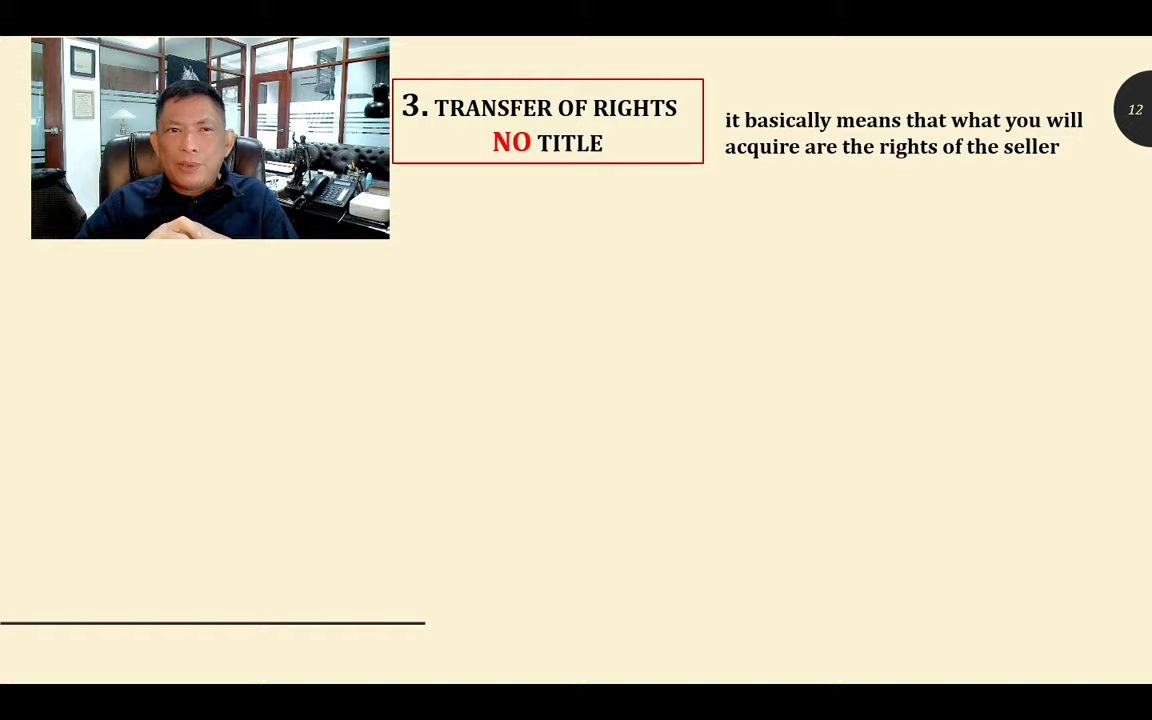 3. TRANSFER OF RIGHTS
NO TITLE
it basically means that what you will
acquire are the rights of the seller
12